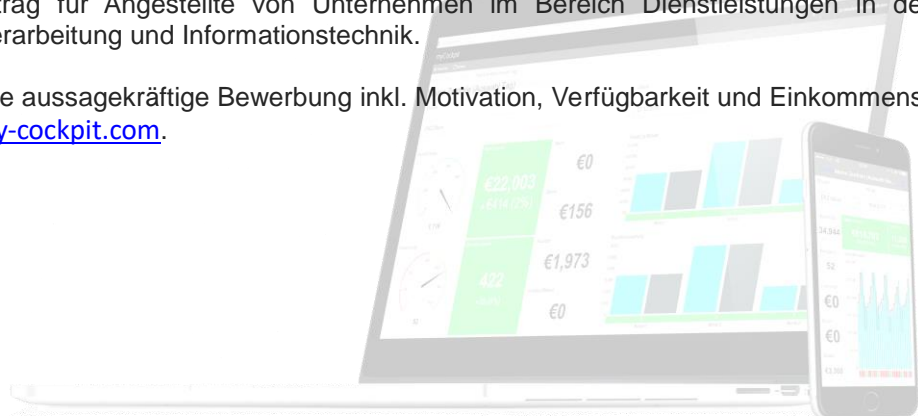 trag für Angestellte von Unternehmen im Bereich Dienstleistungen in de
erarbeitung und Informationstechnik.
e aussagekräftige Bewerbung inkl. Motivation, Verfügbarkeit und Einkommens
y-cockpit.com.
€0
€22,003
€156
€1,973
422
€0
€0
€0